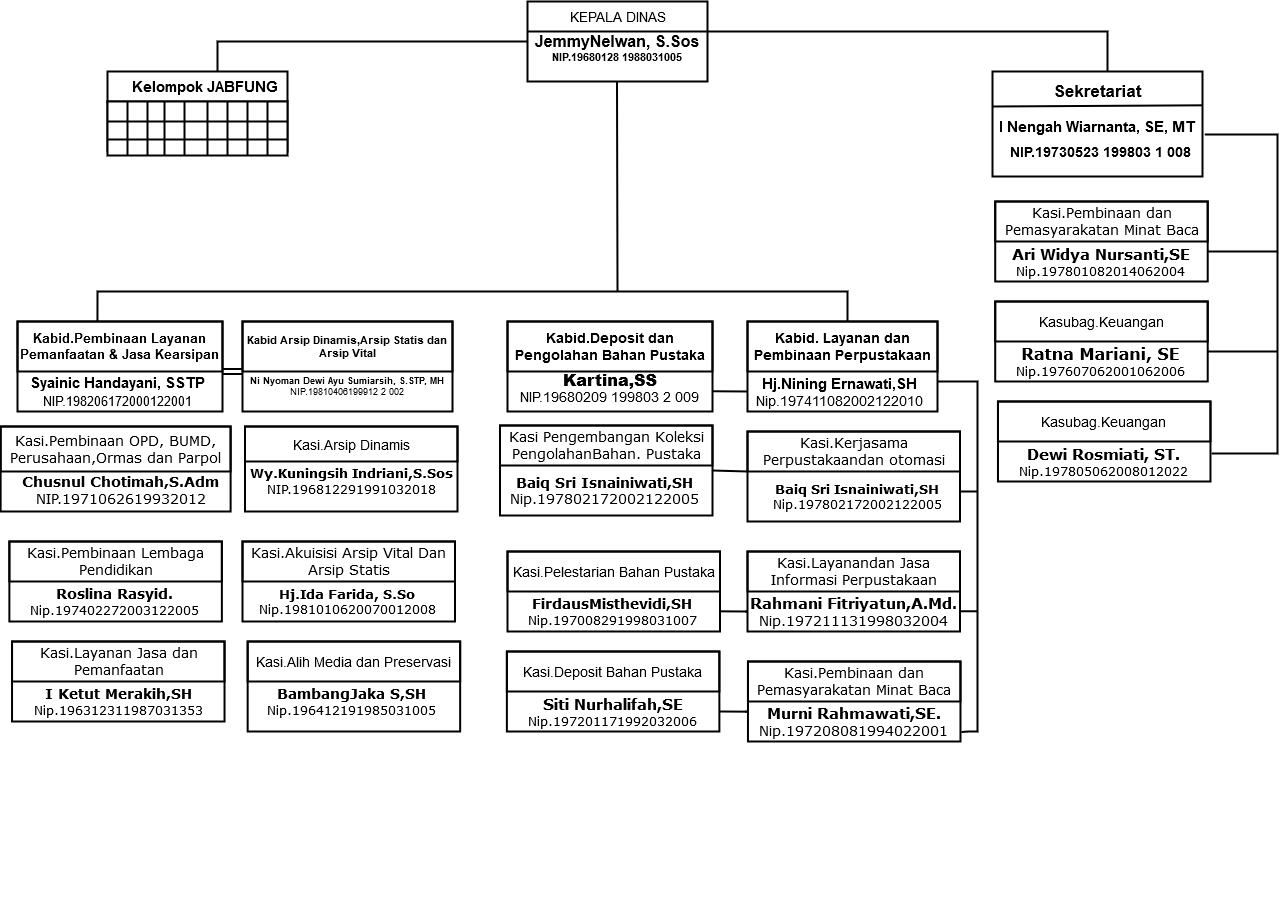 KEPALA DINAS
JemmyNelwan, S.Sos
NIP.19680128 1988031005
Kelompok JABFUNG
Sekretariat
I Nengah Wiarnanta, SE, MT
NIP.19730523 199803 1 008
Kasi.Pembinaan dan
Pemasyarakatan Minat Baca
Ari Widya Nursanti,SE
Nip.197801082014062004
Kasubag.Keuangan
Ratna Mariani, SE
Nip.197607062001062006
Kasubag.Keuangan
Dewi Rosmiati, ST.
Nip.197805062008012022
Kabid.Pembinaan Layanan
Pemanfaatan & Jasa Kearsipan
Syainic Handayani, SSTP
NIP.198206172000122001
Kabid Arsip Dinamis,Arsip Statis dan
Arsip Vital
Ni Nyoman Dewi Ayu Sumiarsih, S.STP, MH
NIP.19810406199912 2 002
Kabid.Deposit dan
Pengolahan Bahan Pustaka
Kartina,SS
NIP.19680209 199803 2 009
Kabid. Layanan dan
Pembinaan Perpustakaan
Hj.Nining Ernawati,SH
Nip.197411082002122010
Kasi.Pembinaan OPD, BUMD,
Perusahaan,Ormas dan Parpol
Chusnul Chotimah,S.Adm
NIP.1971062619932012
Kasi.Arsip Dinamis
Wy.Kuningsih Indriani,S.Sos
NIP.1968122919910​32018
Kasi Pengembangan Koleksi
PengolahanBahan. Pustaka
Baiq Sri Isnainiwati,SH
Nip.197802172002122005
Kasi.Kerjasama
Perpustakaandan otomasi
Baiq Sri Isnainiwati,SH
Nip.197802172002122005
Kasi.Pembinaan Lembaga
Pendidikan
Roslina Rasyid.
Nip.197402272003122005
Kasi.Akuisisi Arsip Vital Dan
Arsip Statis
Hj.Ida Farida, S.So
Nip.1981010620070012008
Kasi.Pelestarian Bahan Pustaka
FirdausMisthevidi,SH
Nip.197008291998031007
Kasi.Layanandan Jasa
Informasi Perpustakaan
Rahmani Fitriyatun,A.Md.
Nip.197211131998032004
Kasi.Layanan Jasa dan
Pemanfaatan
I Ketut Merakih,SH
Nip.196312311987031353
Kasi.Alih Media dan Preservasi
BambangJaka S,SH
Nip.196412191985031005
Kasi.Deposit Bahan Pustaka
Siti Nurhalifah,SE
Nip.197201171992032006
Kasi.Pembinaan dan
Pemasyarakatan Minat Baca
Murni Rahmawati,SE.
Nip.197208081994022001